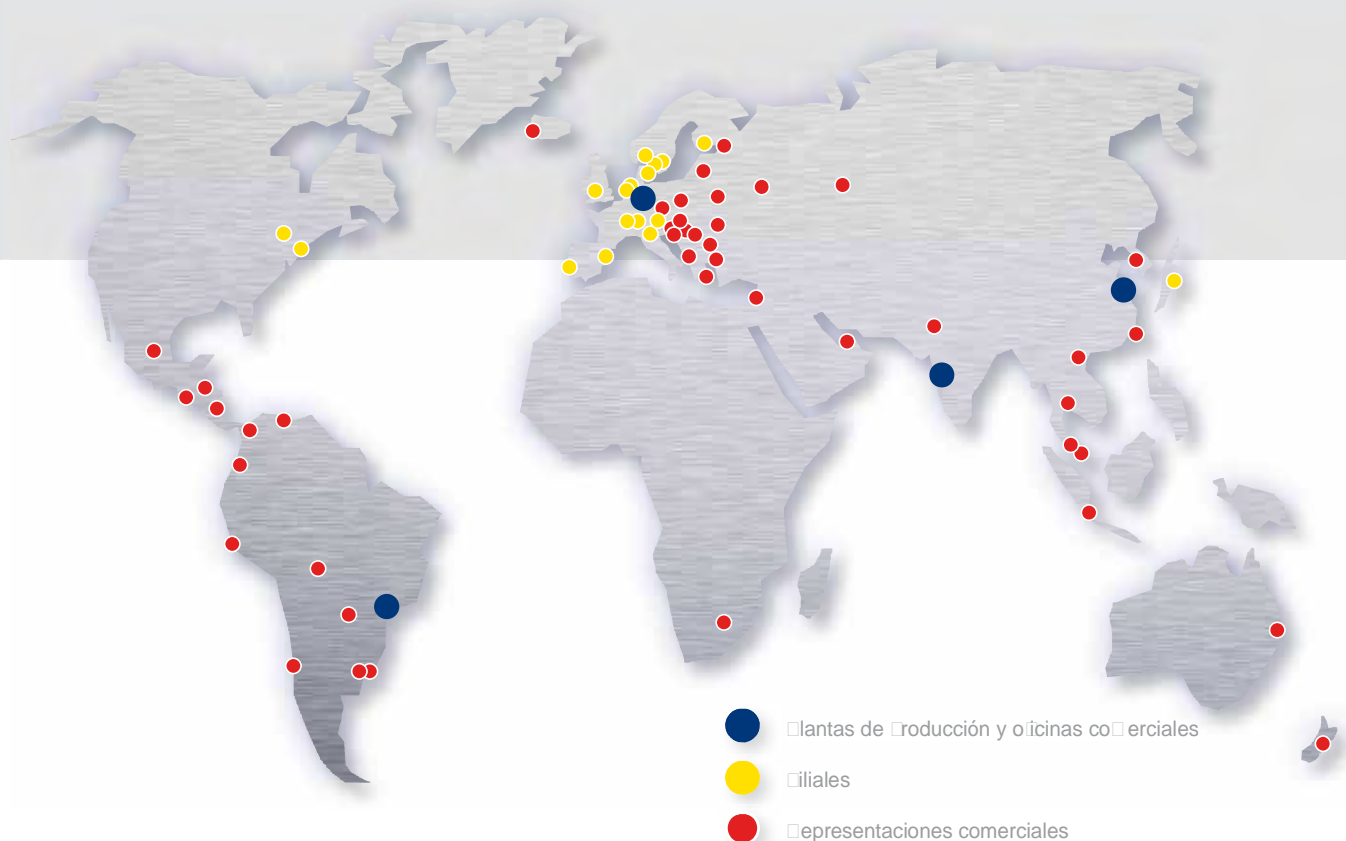 □lantas de □roducción y o□icinas co□erciales
□iliales
□epresentaciones comerciales